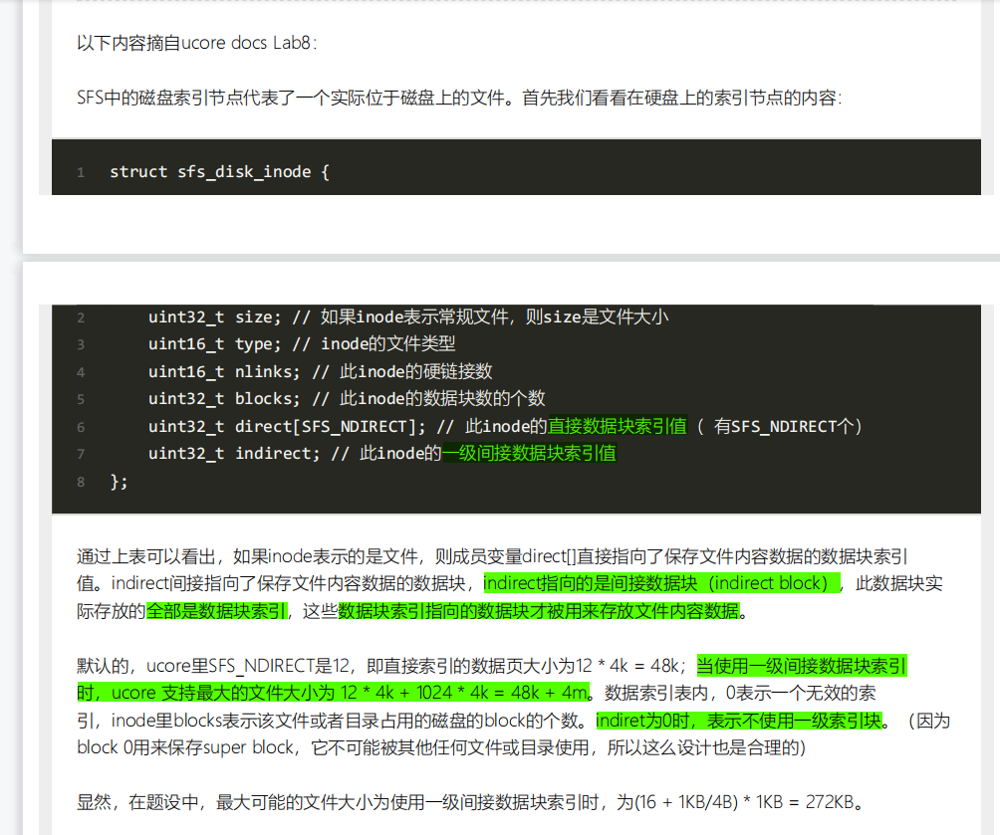 以下内容摘自ucore docs Lab8：
SFS中的磁盘索引节点代表了一个实际位于磁盘上的文件。首先我们看看在硬盘上的索引节点的内容：
1 struct sfs_disk_inode {
2 uint32_t size; // 如果inode表示常规文件，则size是文件大小
3 uint16_t type; // inode的文件类型
4 uint16_t nlinks; // 此inode的硬链接数
5 uint32_t blocks; // 此inode的数据块数的个数
6 uint32_t direct[SFS_NDIRECT]; // 此inode的直接数据块索引值（ 有SFS_NDIRECT个）
7 uint32_t indirect; // 此inode的一级间接数据块索引值
8 };
通过上表可以看出，如果inode表示的是文件，则成员变量direct[]直接指向了保存文件内容数据的数据块索引
值。indirect间接指向了保存文件内容数据的数据块，indirect指向的是间接数据块（indirect block），此数据块实
际存放的全部是数据块索引，这些数据块索引指向的数据块才被用来存放文件内容数据。
默认的，ucore里SFS_NDIRECT是12，即直接索引的数据页大小为12 * 4k = 48k；当使用一级间接数据块索引
时，ucore 支持最大的文件大小为 12 * 4k + 1024 * 4k = 48k + 4m。数据索引表内，0表示一个无效的索
引，inode里blocks表示该文件或者目录占用的磁盘的block的个数。indiret为0时，表示不使用一级索引块。（因为
block 0用来保存super block，它不可能被其他任何文件或目录使用，所以这么设计也是合理的）
显然，在题设中，最大可能的文件大小为使用一级间接数据块索引时，为(16 + 1KB/4B) * 1KB = 272KB。